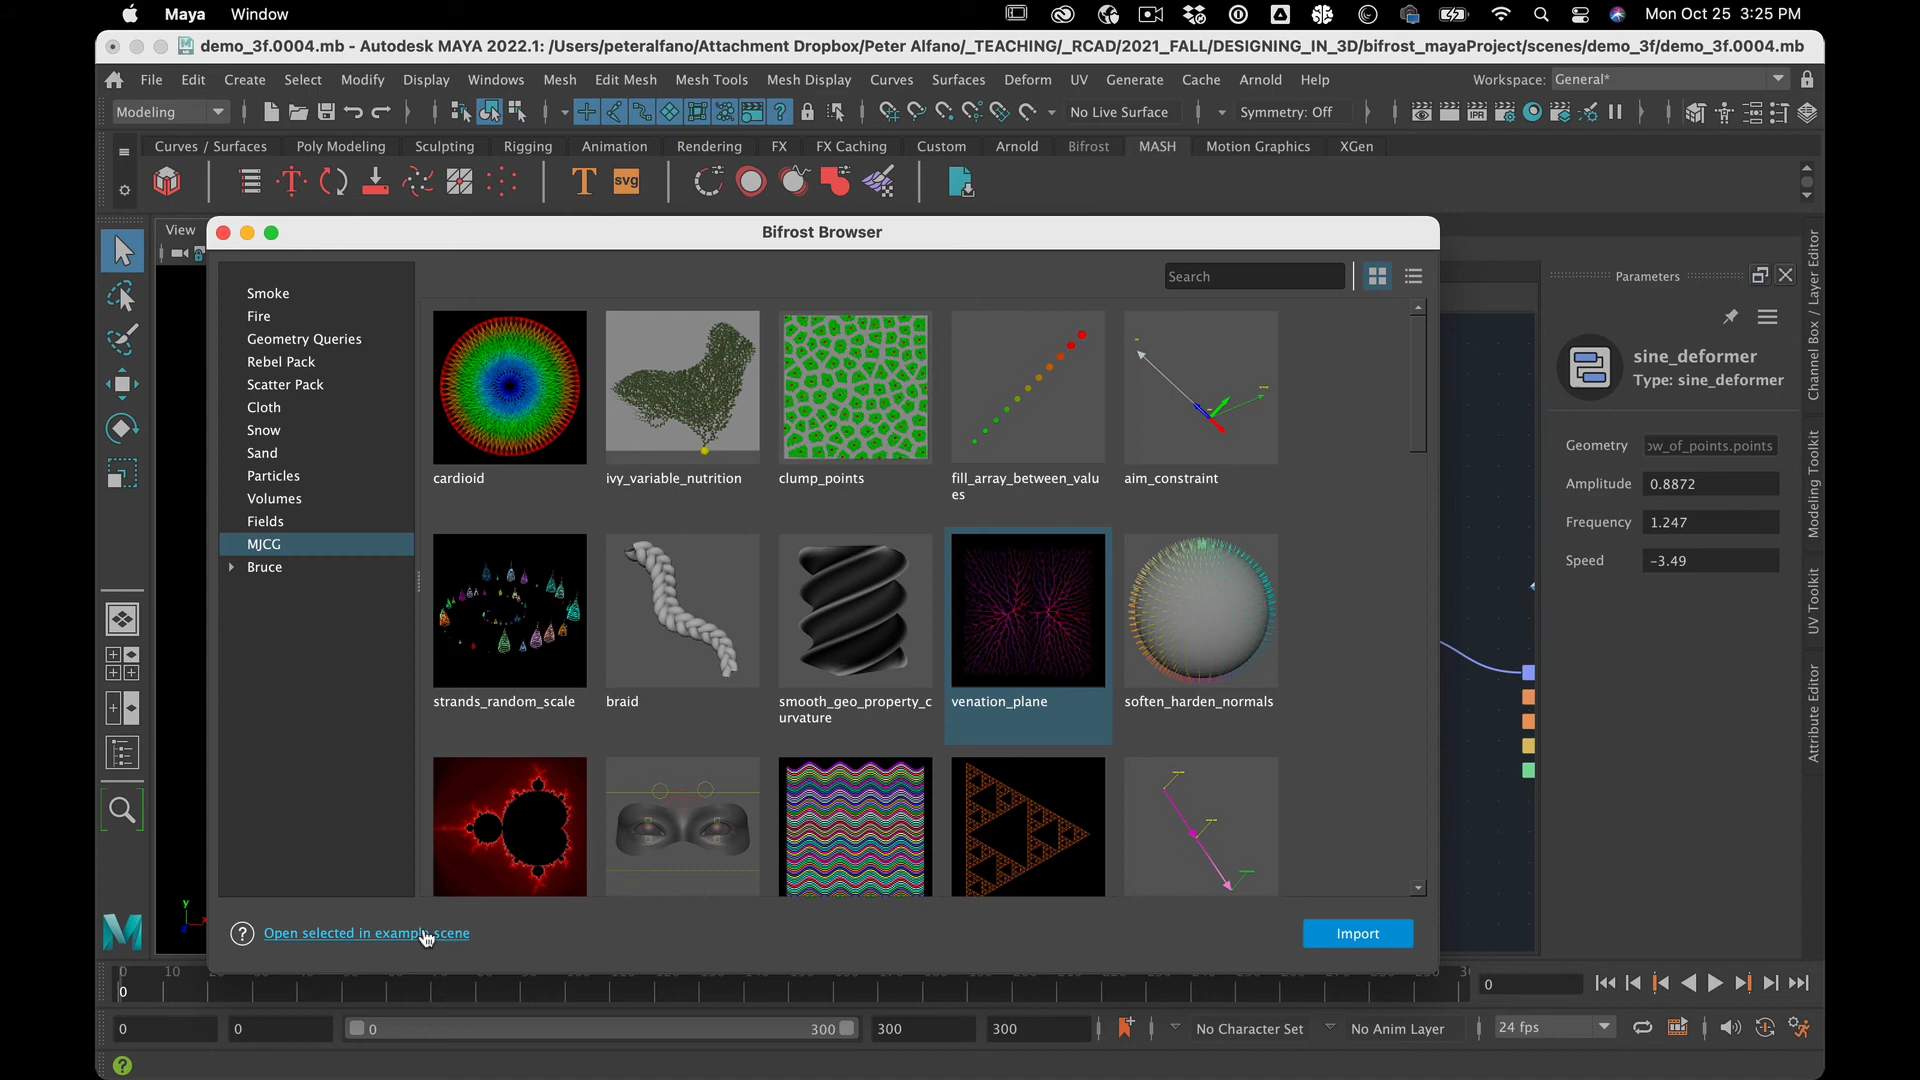 Maya Window Mon Oct 25 3:25 PM
demo_3f.0004.mb - Autodesk MAYA 2022.1: /Users/peteralfano/Attachment Dropbox/Peter Alfano/_TEACHING/_RCAD/2021_FALL/DESIGNING_IN_3D/bifrost_mayaProject/scenes/demo_3f/demo_3f.0004.mb
File Edit Create Select Modify Display Windows Mesh Edit Mesh Mesh Tools Mesh Display Curves Surfaces Deform UV Generate Cache Arnold Help Workspace: General*
Modeling No Live Surface Symmetry: Off IPR
Curves / Surfaces Poly Modeling Sculpting Rigging Animation Rendering FX FX Caching Custom Arnold Bifrost MASH Motion Graphics XGen
T svg
View
Bifrost Browser
Search
Smoke
Fire
Geometry Queries
Rebel Pack
Scatter Pack
Cloth
Snow
Sand
Particles
Volumes
Fields
MJCG
Bruce
cardioid
ivy_variable_nutrition
clump_points
fill_array_between_valu
es
aim_constraint
strands_random_scale
braid
smooth_geo_property_c
urvature
venation_plane
soften_harden_normals
Open selected in example scene
Import
Parameters
sine_deformer
Type: sine_deformer
Geometry ow_of_points.points
Amplitude 0.8872
Frequency 1.247
Speed -3.49
Channel Box / Layer Editor
Modeling Toolkit
UV Toolkit
Attribute Editor
y
M
0 10
0
0
0 0 0 300 300 300 No Character Set No Anim Layer 24 fps